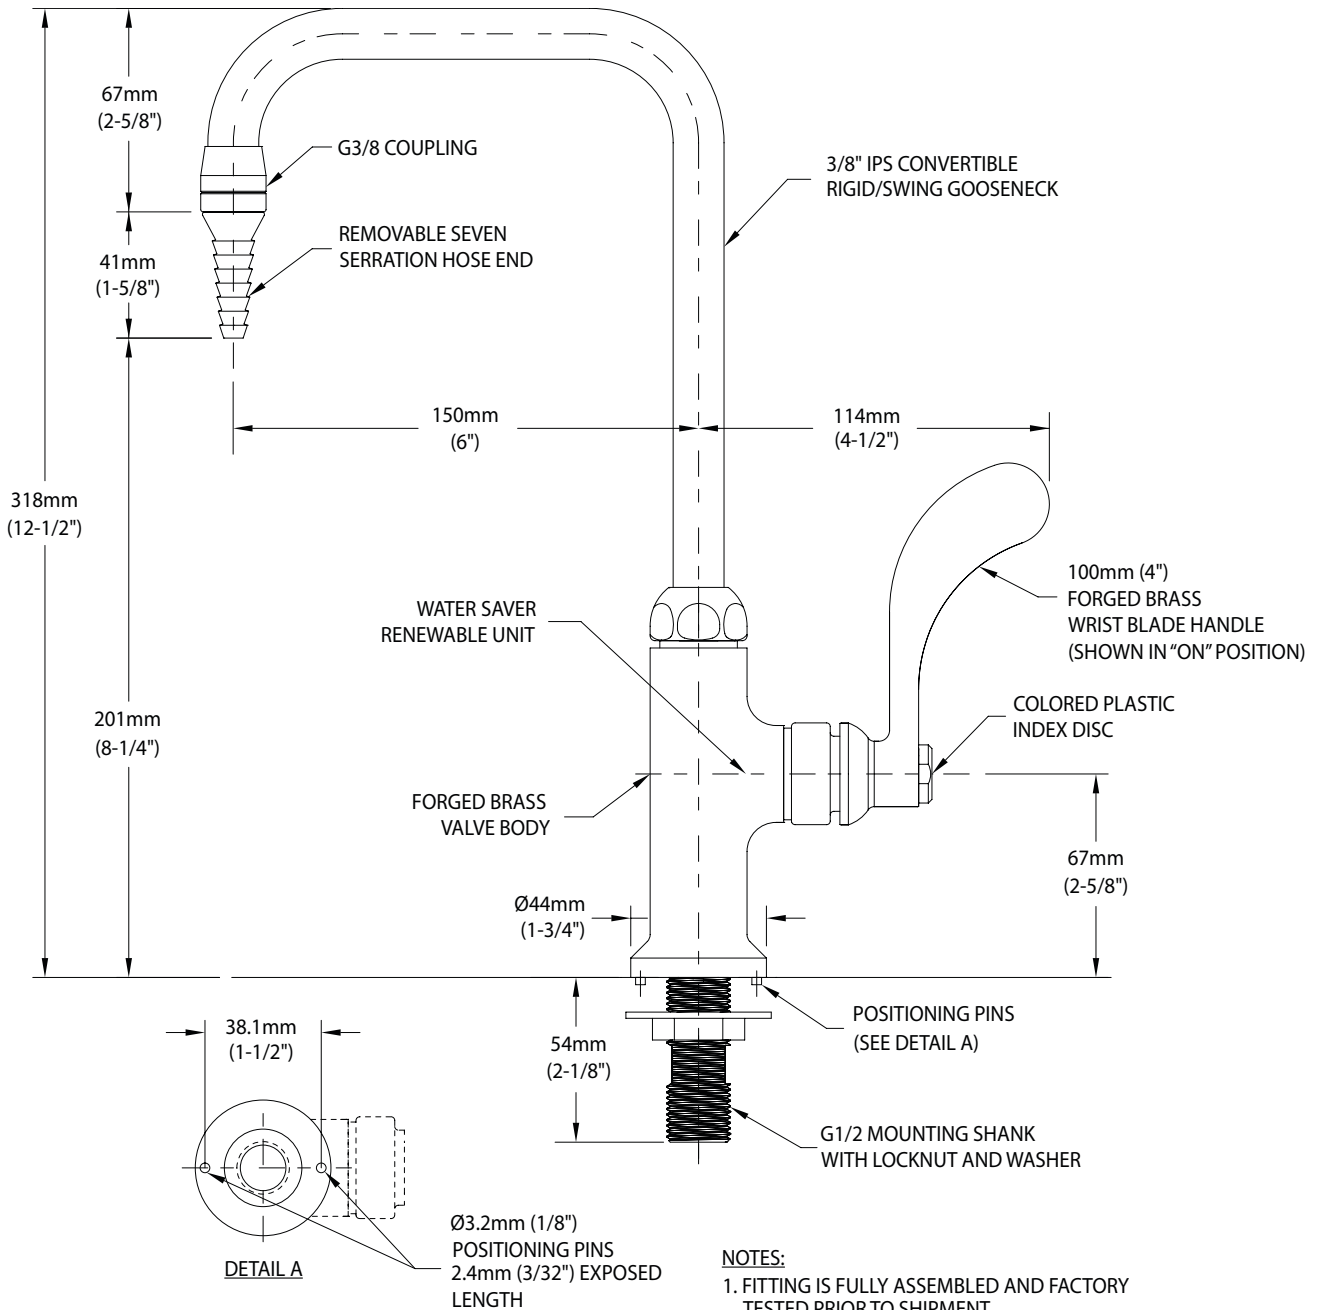 67mm
(2-5/8")
G3/8 COUPLING
3/8" IPS CONVERTIBLE
RIGID/SWING GOOSENECK
REMOVABLE SEVEN
SERRATION HOSE END
41mm
(1-5/8")
150mm
(6")
114mm
(4-1/2")
318mm
(12-1/2")
100mm (4")
FORGED BRASS
WRIST BLADE HANDLE
(SHOWN IN "ON" POSITION)
WATER SAVER
RENEWABLE UNIT
COLORED PLASTIC
INDEX DISC
201mm
(8-1/4")
FORGED BRASS
VALVE BODY
67mm
(2-5/8")
Ø44mm
(1-3/4")
POSITIONING PINS
(SEE DETAIL A)
38.1mm
(1-1/2")
54mm
(2-1/8")
G1/2 MOUNTING SHANK
WITH LOCKNUT AND WASHER
Ø3.2mm (1/8")
POSITIONING PINS
2.4mm (3/32") EXPOSED
LENGTH
DETAIL A
NOTES:
1. FITTING IS FULLY ASSEMBLED AND FACTORY
TESTED PRIOR TO SHIPMENT